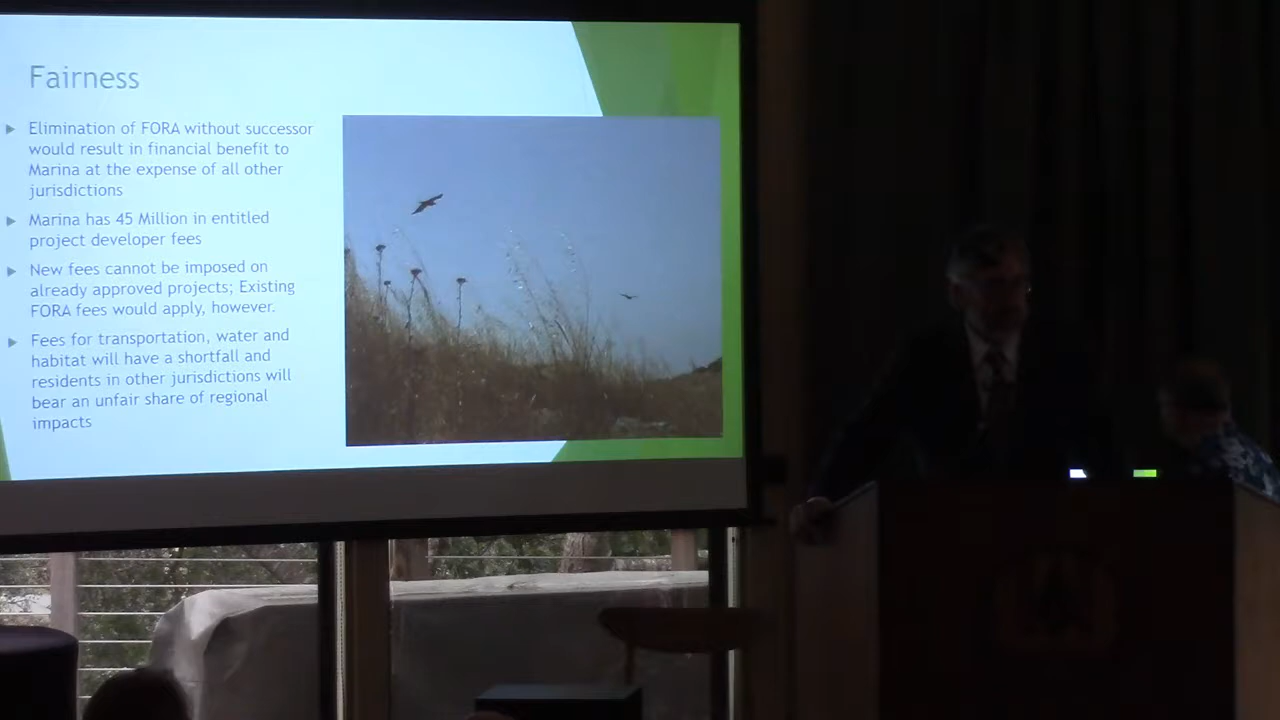 Fairness
Elimination of FORA without successor
would result in financial benefit to
Marina at the expense of all other
jurisdictions
Marina has 45 Million in entitled
project developer fees
New fees cannot be imposed on
already approved projects; Existing
FORA fees would apply, however.
Fees for transportation, water and
habitat will have a shortfall and
residents in other jurisdictions will
bear an unfair share of regional
impacts